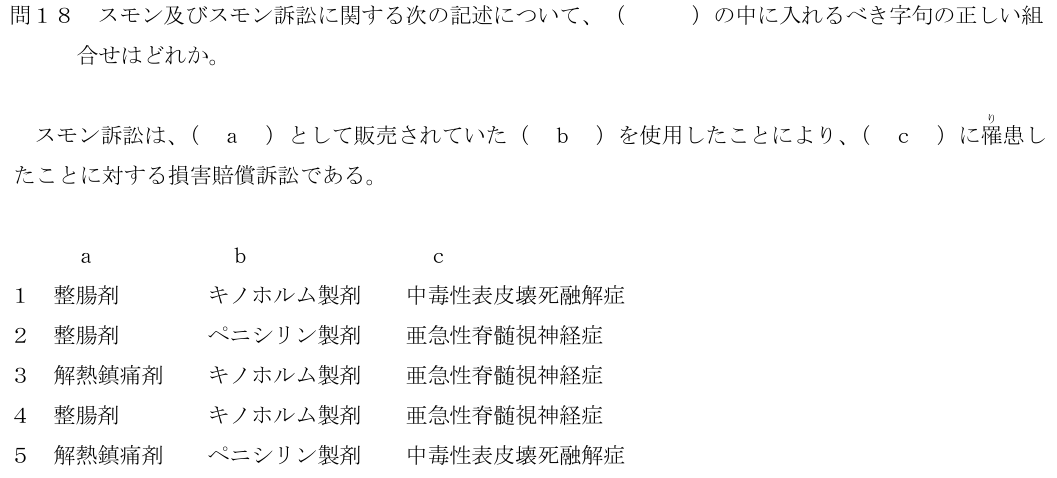 問１８　スモン及びスモン訴訟に関する次の記述について、（　　　）の中に入れるべき字句の正しい組
合せはどれか。
り
スモン訴訟は、（　ａ　）として販売されていた（　ｂ　）を使用したことにより、（　ｃ　）に罹患し
たことに対する損害賠償訴訟である。
ａ　ｂ　ｃ
１　整腸剤　キノホルム製剤　中毒性表皮壊死融解症
２　整腸剤　ペニシリン製剤　亜急性脊髄視神経症
３　解熱鎮痛剤　キノホルム製剤　亜急性脊髄視神経症
４　整腸剤　キノホルム製剤　亜急性脊髄視神経症
５　解熱鎮痛剤　ペニシリン製剤　中毒性表皮壊死融解症